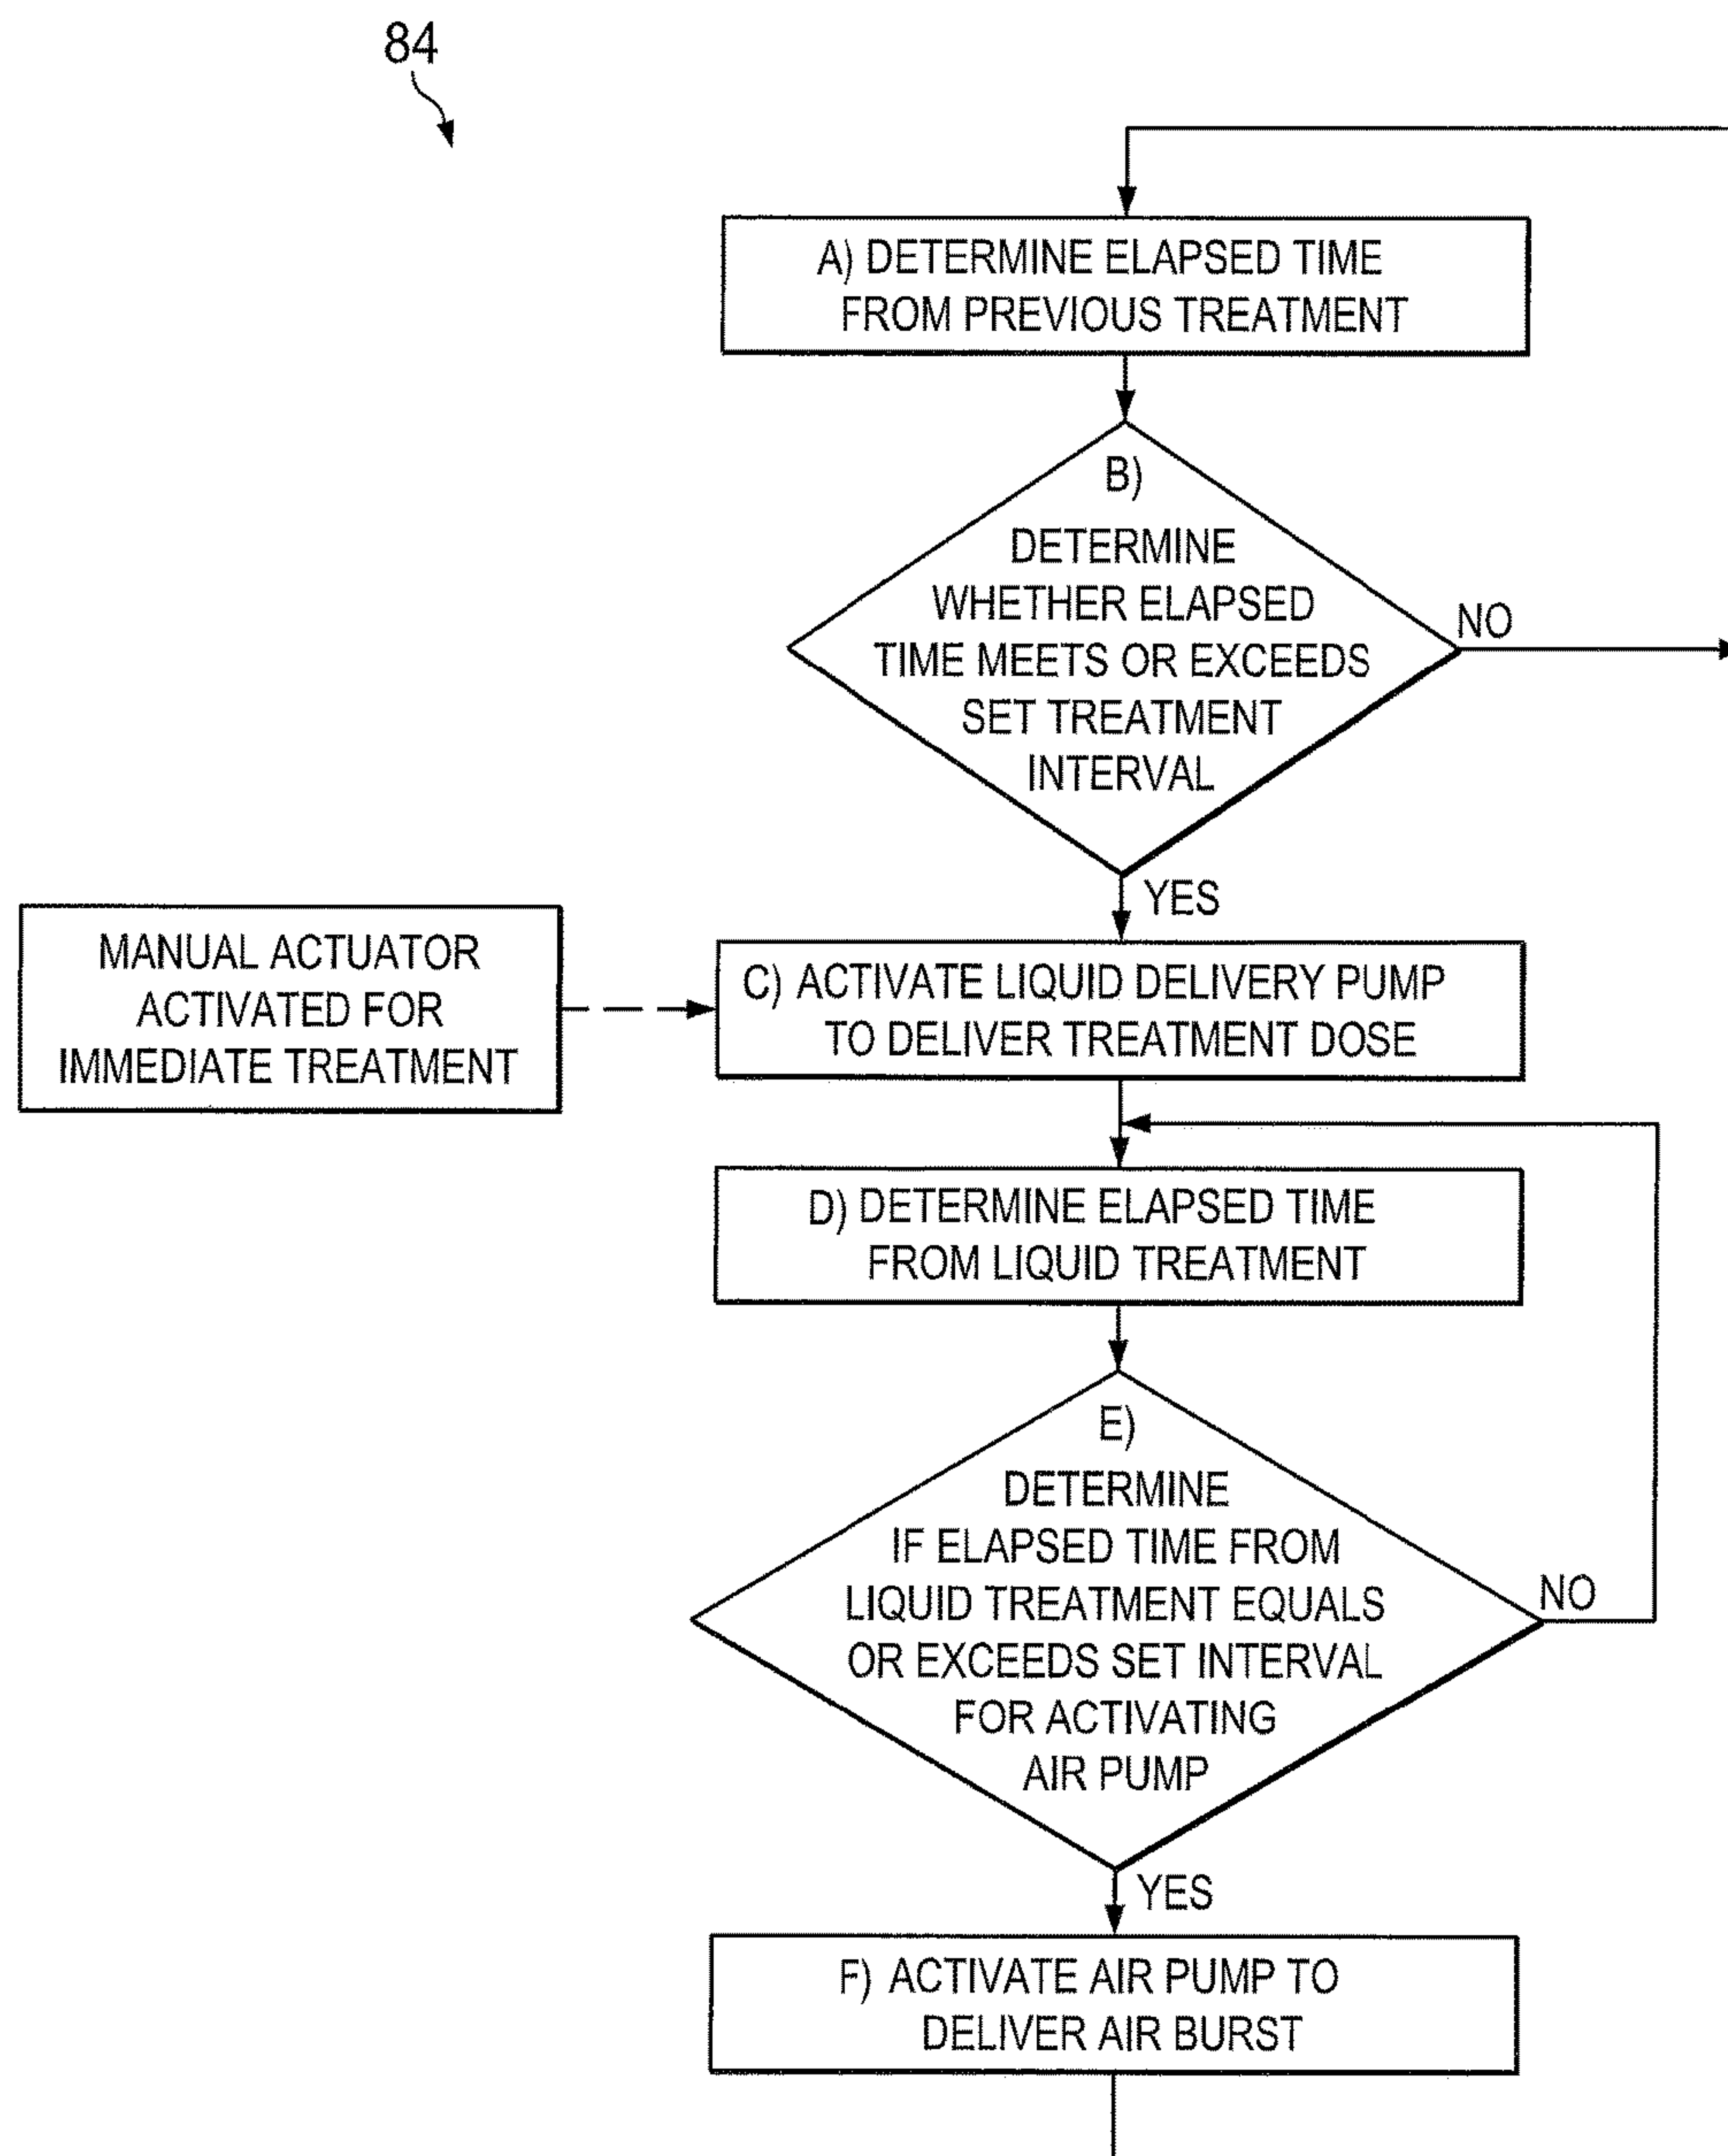 84
A) DETERMINE ELAPSED TIME
FROM PREVIOUS TREATMENT
B)
DETERMINE
WHETHER ELAPSED
TIME MEETS OR EXCEEDS
SET TREATMENT
INTERVAL
NO
YES
MANUAL ACTUATOR
ACTIVATED FOR
IMMEDIATE TREATMENT
C) ACTIVATE LIQUID DELIVERY PUMP
TO DELIVER TREATMENT DOSE
D) DETERMINE ELAPSED TIME
FROM LIQUID TREATMENT
E)
DETERMINE
IF ELAPSED TIME FROM
LIQUID TREATMENT EQUALS
OR EXCEEDS SET INTERVAL
FOR ACTIVATING
AIR PUMP
NO
YES
F) ACTIVATE AIR PUMP TO
DELIVER AIR BURST